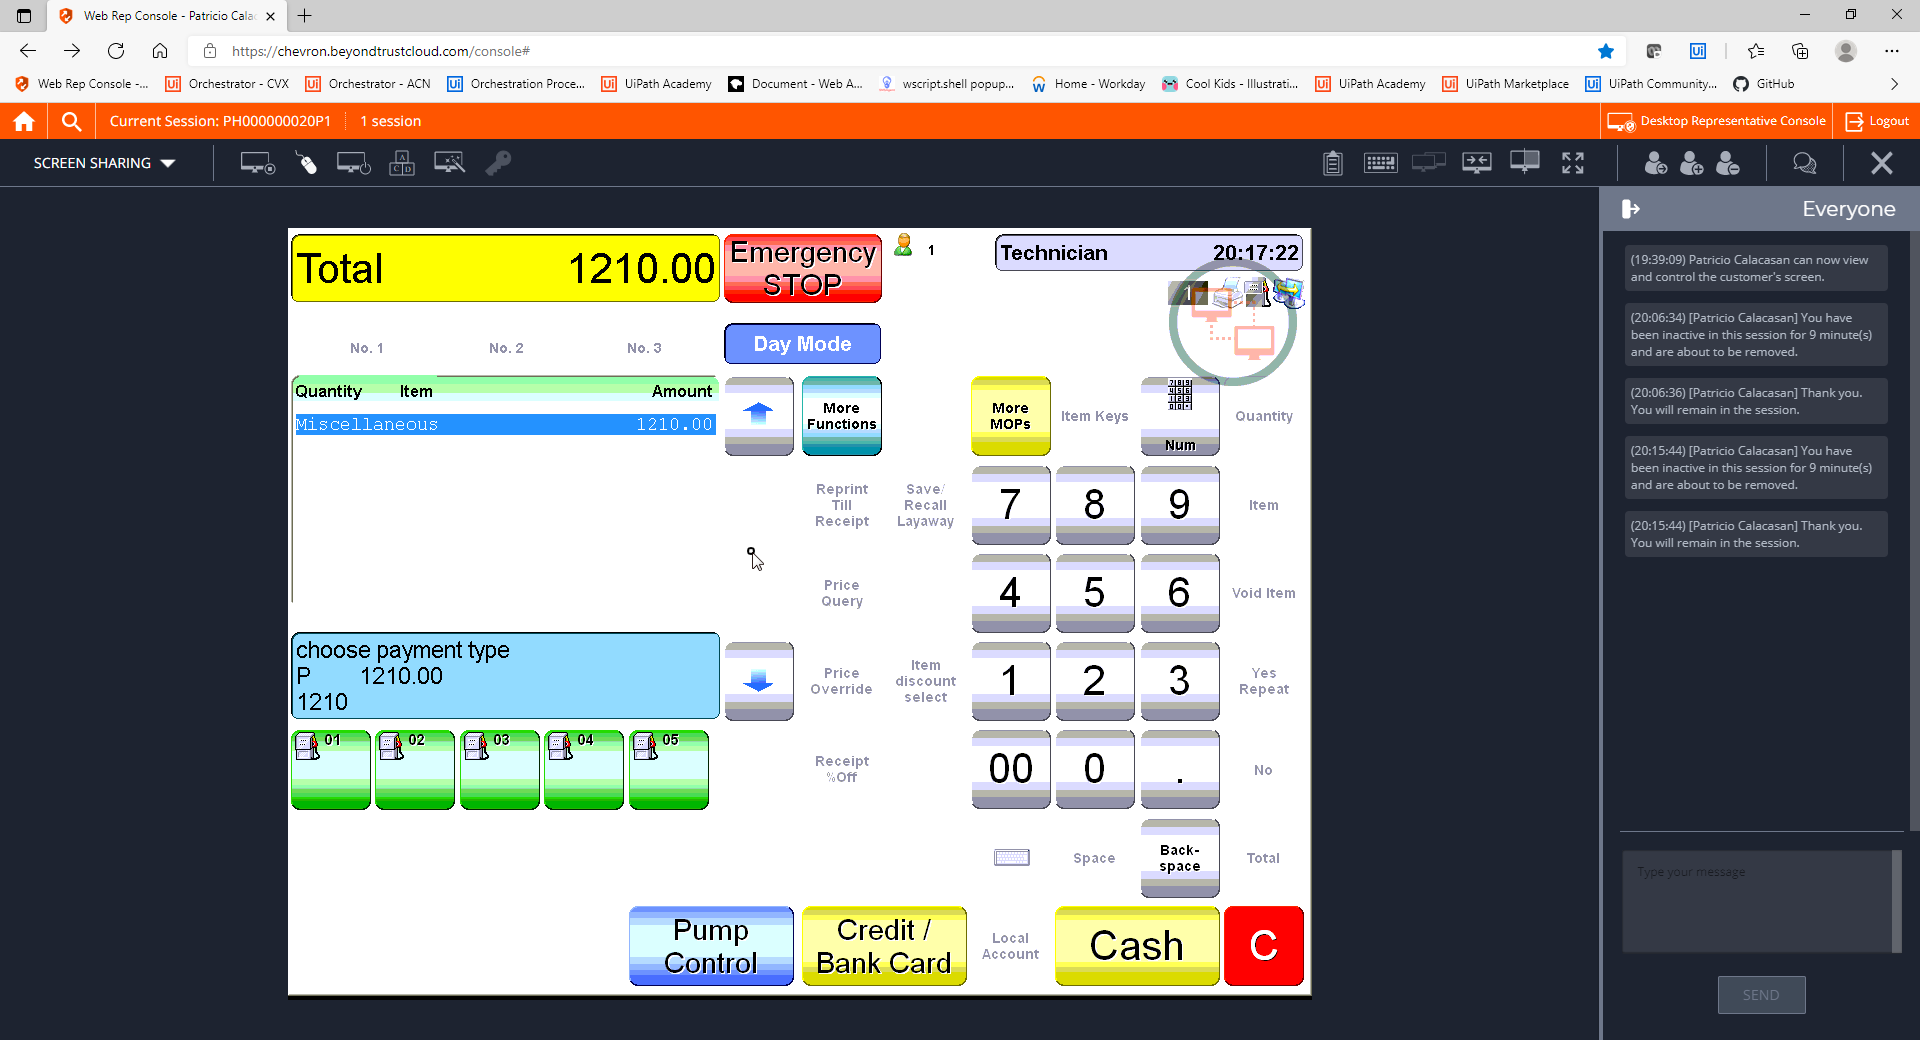 Web Rep Console - Patricio Cala
https://chevron.beyondtrustcloud.com/console#
Web Rep Console -...
Orchestrator - CVX
Orchestrator - ACN
Orchestration Proce...
UiPath Academy
Document - Web A...
wscript.shell popup...
Home - Workday
Cool Kids - Illustrati...
UiPath Academy
UiPath Marketplace
UiPath Community...
GitHub
Current Session: PH000000020P1
1 session
Desktop Representative Console
Logout
SCREEN SHARING
Everyone
(19:39:09) Patricio Calacasan can now view
and control the customer's screen.
(20:06:34) [Patricio Calacasan] You have
been inactive in this session for 9 minute(s)
and are about to be removed.
(20:06:36) [Patricio Calacasan] Thank you.
You will remain in the session.
(20:15:44) [Patricio Calacasan] You have
been inactive in this session for 9 minute(s)
and are about to be removed.
(20:15:44) [Patricio Calacasan] Thank you.
You will remain in the session.
Type your message
SEND
Total 1210.00
Emergency
STOP
1
Technician 20:17:22
1
No. 1 No. 2 No. 3
Day Mode
Quantity Item Amount
Miscellaneous 1210.00
More
Functions
More
MOPs
Item Keys
Num
Quantity
Reprint
Till
Receipt
Save/
Recall
Layaway
7 8 9
Item
Price
Query
4 5 6
Void Item
choose payment type
P 1210.00
1210
Price
Override
Item
discount
select
1 2 3
Yes
Repeat
01 02 03 04 05
Receipt
%Off
00 0 .
No
Space
Back-
space
Total
Pump
Control
Credit /
Bank Card
Local
Account
Cash
C